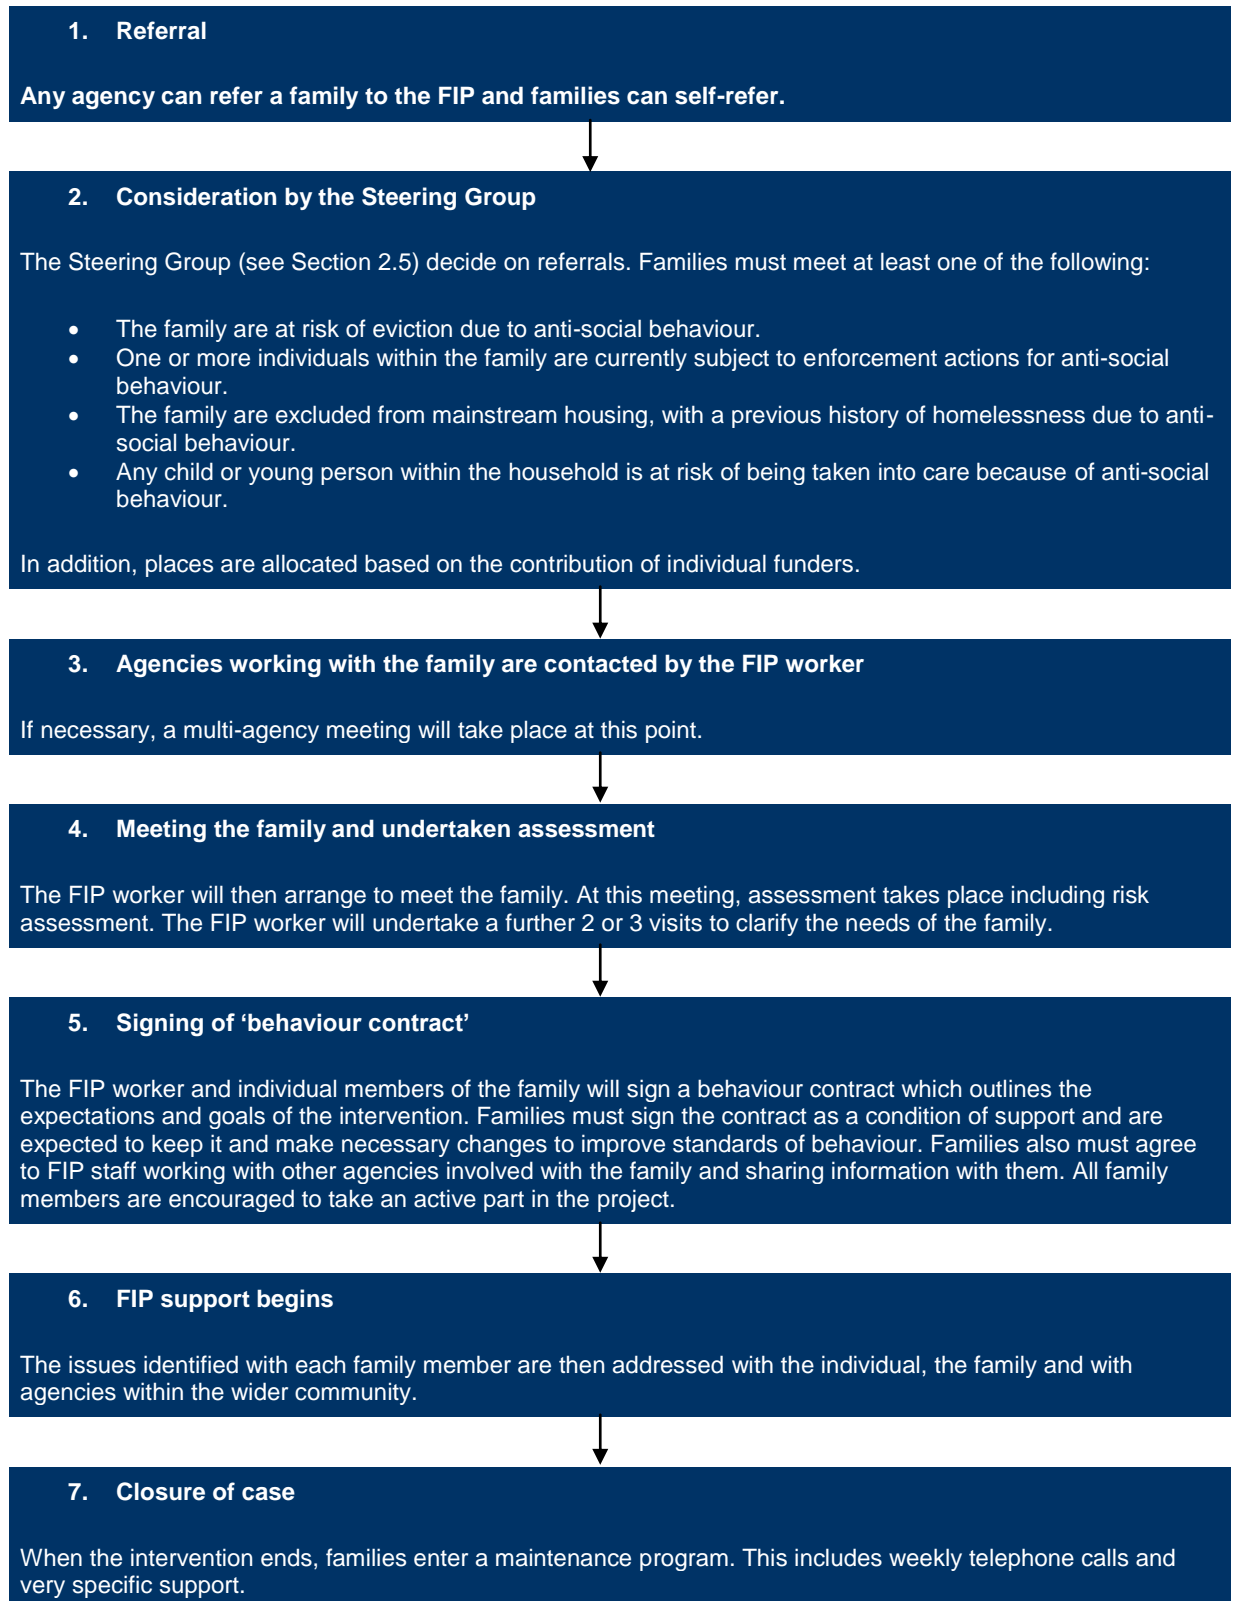 1. Referral
Any agency can refer a family to the FIP and families can self-refer.
2. Consideration by the Steering Group
The Steering Group (see Section 2.5) decide on referrals. Families must meet at least one of the following:
• The family are at risk of eviction due to anti-social behaviour.
• One or more individuals within the family are currently subject to enforcement actions for anti-social
behaviour.
• The family are excluded from mainstream housing, with a previous history of homelessness due to anti-
social behaviour.
• Any child or young person within the household is at risk of being taken into care because of anti-social
behaviour.
In addition, places are allocated based on the contribution of individual funders.
3. Agencies working with the family are contacted by the FIP worker
If necessary, a multi-agency meeting will take place at this point.
4. Meeting the family and undertaken assessment
The FIP worker will then arrange to meet the family. At this meeting, assessment takes place including risk
assessment. The FIP worker will undertake a further 2 or 3 visits to clarify the needs of the family.
5. Signing of ‘behaviour contract’
The FIP worker and individual members of the family will sign a behaviour contract which outlines the
expectations and goals of the intervention. Families must sign the contract as a condition of support and are
expected to keep it and make necessary changes to improve standards of behaviour. Families also must agree
to FIP staff working with other agencies involved with the family and sharing information with them. All family
members are encouraged to take an active part in the project.
6. FIP support begins
The issues identified with each family member are then addressed with the individual, the family and with
agencies within the wider community.
7. Closure of case
When the intervention ends, families enter a maintenance program. This includes weekly telephone calls and
very specific support.